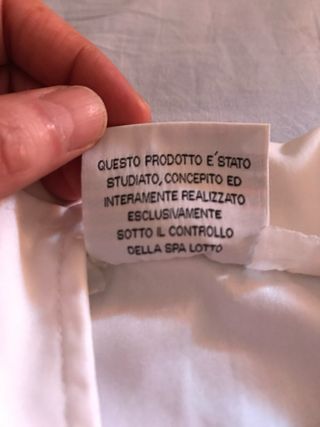 QUESTO PRODOTTO E´STATO
STUDIATO, CONCEPITO ED
INTERAMENTE REALIZZATO
ESCLUSIVAMENTE
SOTTO IL CONTROLLO
DELLA SPA LOTTO